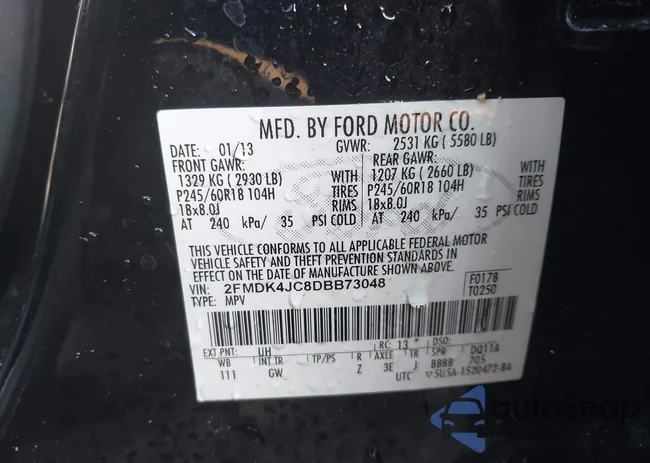 MFD. BY FORD MOTOR CO.
DATE: 01/13 GVWR: 2531 KG ( 5580 LB)
FRONT GAWR: REAR GAWR:
1329 KG ( 2930 LB) WITH 1207 KG ( 2660 LB) WITH
P245/60R18 104H TIRES P245/60R18 104H TIRES
18x8.0J RIMS 18x8.0J RIMS
AT 240 kPa/ 35 PSI COLD AT 240 kPa/ 35 PSI COLD
THIS VEHICLE CONFORMS TO ALL APPLICABLE FEDERAL MOTOR
VEHICLE SAFETY AND THEFT PREVENTION STANDARDS IN
EFFECT ON THE DATE OF MANUFACTURE SHOWN ABOVE.
VIN: 2FMDK4JC8DBB73048 F0178
TYPE: MPV T0250
EXT PNT: UH RC: 13 * DSO:
WB INT TR TP/PS R AXLE TR SPR DQ11A
111 GW Z 3E J BBBB 705
UTC
autoSnap